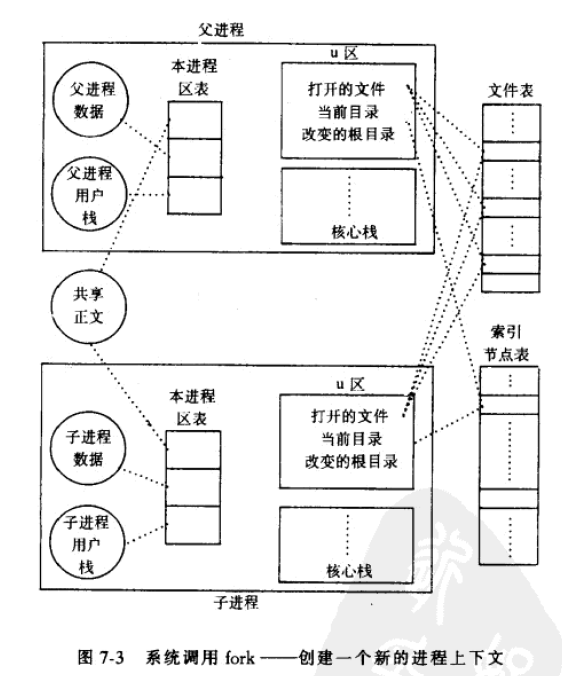 父进程
u 区
本进程
区表
父进程
数据
打开的文件
当前目录
改变的根目录
文件表
父进程
用户
栈
核心栈
共享
正文
索引
节点表
u 区
本进程
区表
子进程
数据
打开的文件
当前目录
改变的根目录
子进程
用户
栈
核心栈
子进程
图 7-3 系统调用 fork ——创建一个新的进程上下文